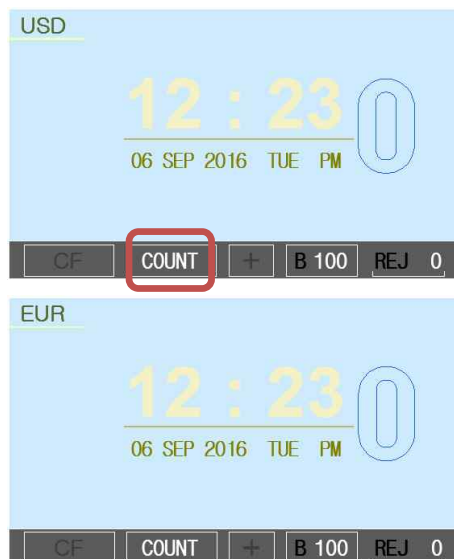 USD
12 : 23 0
06 SEP 2016 TUE PM
CF COUNT + B 100 REJ 0
EUR
12 : 23 0
06 SEP 2016 TUE PM
CF COUNT + B 100 REJ 0